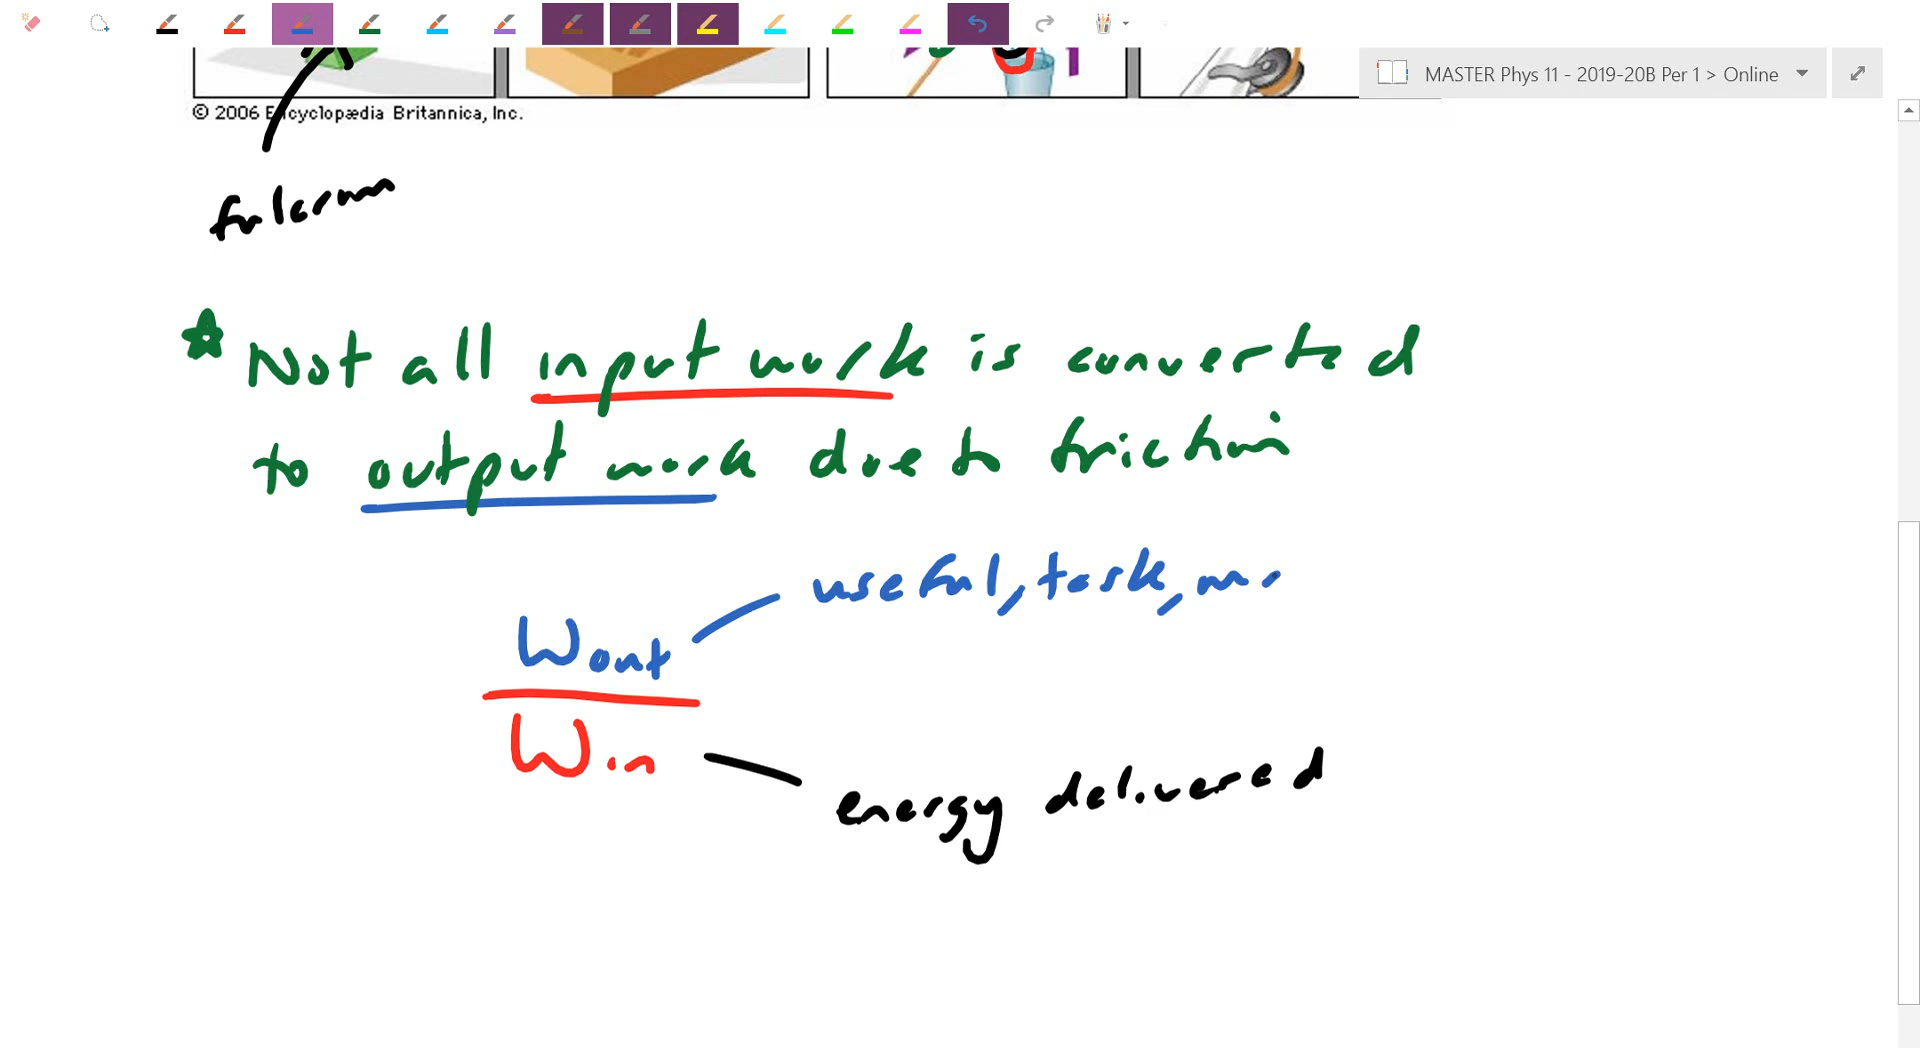 MASTER Phys 11 - 2019-20B Per 1 > Online
© 2006 Encyclopædia Britannica, Inc.
fulcrum
Not all input work is converted
to output work due to friction
useful, task,
Wout
Win
energy delivered